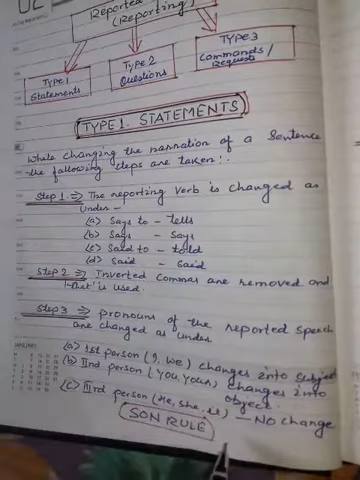 Reported
(Reporting)
TYPE 1
Statements
TYPE 2
Questions
TYPE 3
Commands/
Requests
TYPE 1. STATEMENTS
While changing the narration of a Sentence
the following steps are taken:-
Step 1 ⇒ The reporting verb is changed as
under -
(a) Says to - tells
(b) Says - Says
(c) Said to - told
(d) Said - Said
Step 2 ⇒ Inverted Commas are removed and
'that' is used.
Step 3 ⇒ pronouns of the reported speech
are changed as under
(a) 1st person (I, we) changes into subject
(b) IInd person (you, your) changes into
object.
(c) IIIrd person (He, she, it) — No change
SON RULE
JANUARY